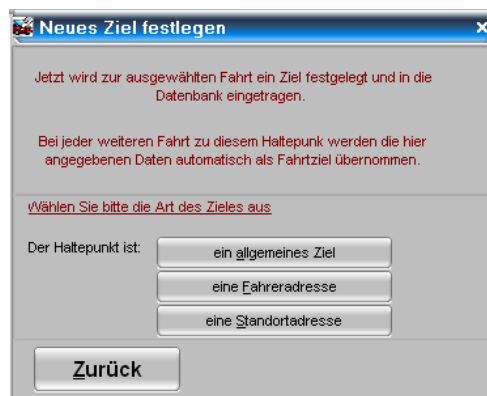 Neues Ziel festlegen
Jetzt wird zur ausgewählten Fahrt ein Ziel festgelegt und in die
Datenbank eingetragen.
Bei jeder weiteren Fahrt zu diesem Haltepunk werden die hier
angegebenen Daten automatisch als Fahrtziel übernommen.
Wählen Sie bitte die Art des Zieles aus
Der Haltepunkt ist:
ein allgemeines Ziel
eine Fahreradresse
eine Standortadresse
Zurück